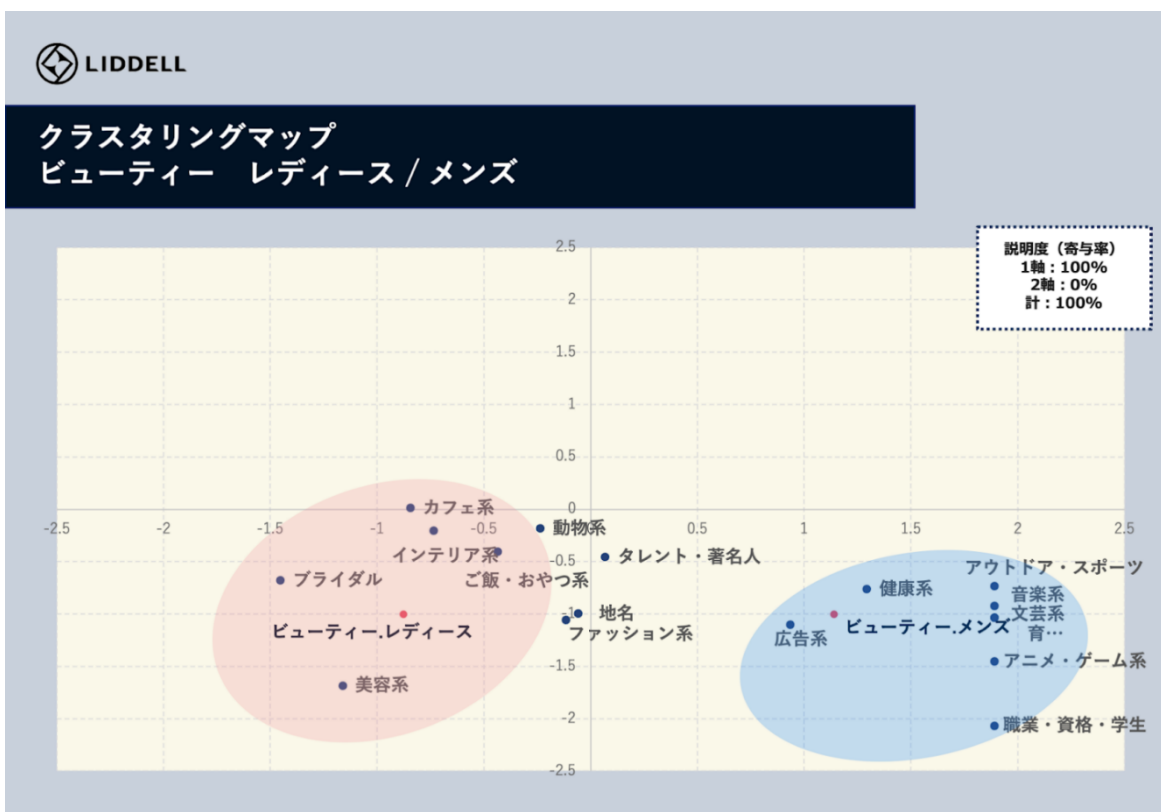 LIDDELL
クラスタリングマップ
ビューティー　レディース / メンズ
説明度（寄与率）
1軸：100%
2軸：0%
計：100%
2.5
2
1.5
1
0.5
0
-0.5
-1
-1.5
-2
-2.5
-2.5
-2
-1.5
-1
-0.5
0
0.5
1
1.5
2
2.5
カフェ系
動物系
インテリア系
タレント・著名人
ブライダル
ご飯・おやつ系
地名
ビューティー.レディース
ファッション系
美容系
アウトドア・スポーツ
健康系
音楽系
文芸系
ビューティー.メンズ
育…
広告系
アニメ・ゲーム系
職業・資格・学生